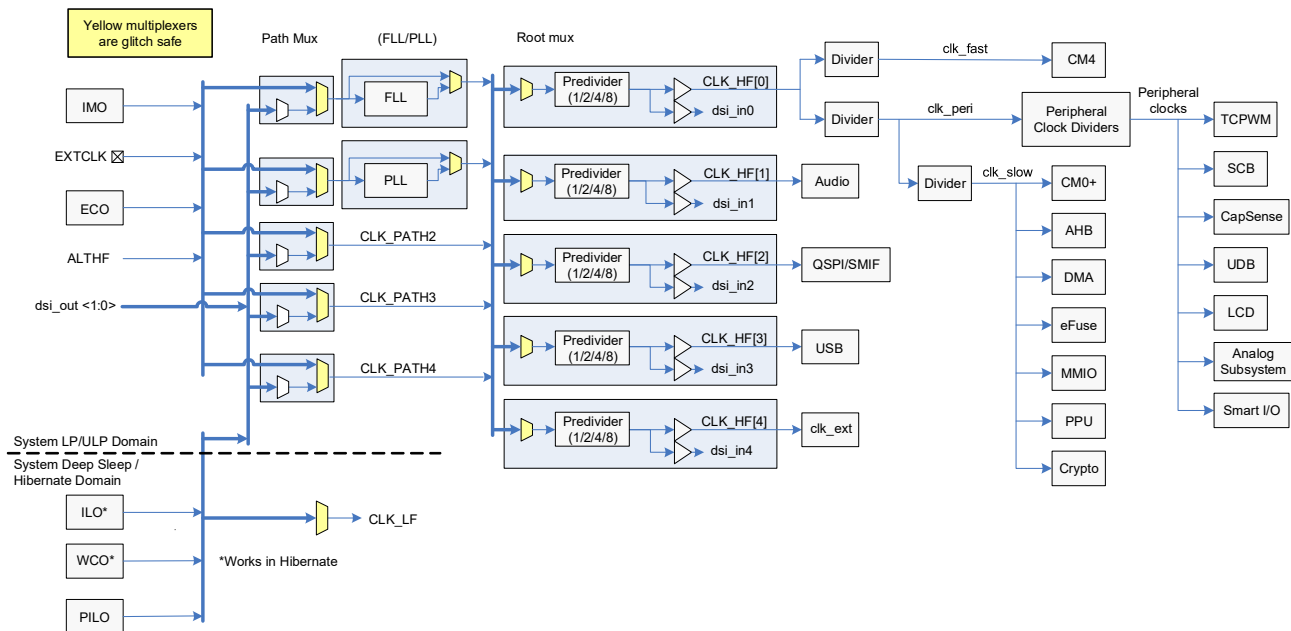 Yellow multiplexers
are glitch safe
Path Mux
(FLL/PLL)
Root mux
IMO
EXTCLK
ECO
ALTHF
dsi_out <1:0>
FLL
PLL
CLK_PATH2
CLK_PATH3
CLK_PATH4
Predivider
(1/2/4/8)
CLK_HF[0]
dsi_in0
Predivider
(1/2/4/8)
CLK_HF[1]
dsi_in1
Audio
Predivider
(1/2/4/8)
CLK_HF[2]
dsi_in2
QSPI/SMIF
Predivider
(1/2/4/8)
CLK_HF[3]
dsi_in3
USB
Predivider
(1/2/4/8)
CLK_HF[4]
dsi_in4
clk_ext
Divider
clk_fast
CM4
Divider
clk_peri
Peripheral
Clock Dividers
Peripheral
clocks
Divider
clk_slow
CM0+
AHB
DMA
eFuse
MMIO
PPU
Crypto
TCPWM
SCB
CapSense
UDB
LCD
Analog
Subsystem
Smart I/O
System LP/ULP Domain
System Deep Sleep /
Hibernate Domain
ILO*
WCO*
PILO
CLK_LF
*Works in Hibernate